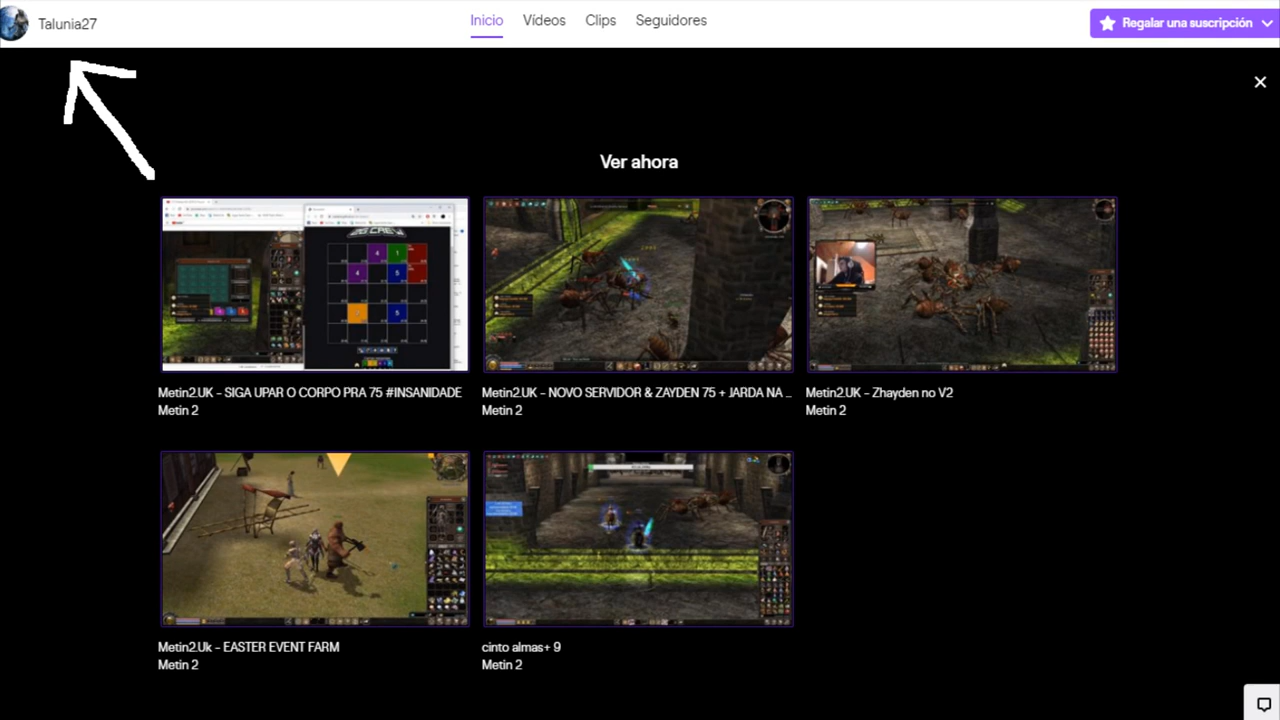 Talunia27
Inicio Vídeos Clips Seguidores
Regalar una suscripción
Ver ahora
Metin2.UK - SIGA UPAR O CORPO PRA 75 #INSANIDADE
Metin 2
Metin2.UK - NOVO SERVIDOR & ZAYDEN 75 + JARDA NA ...
Metin 2
Metin2.UK - Zhayden no V2
Metin 2
Metin2.Uk - EASTER EVENT FARM
Metin 2
cinto almas+ 9
Metin 2